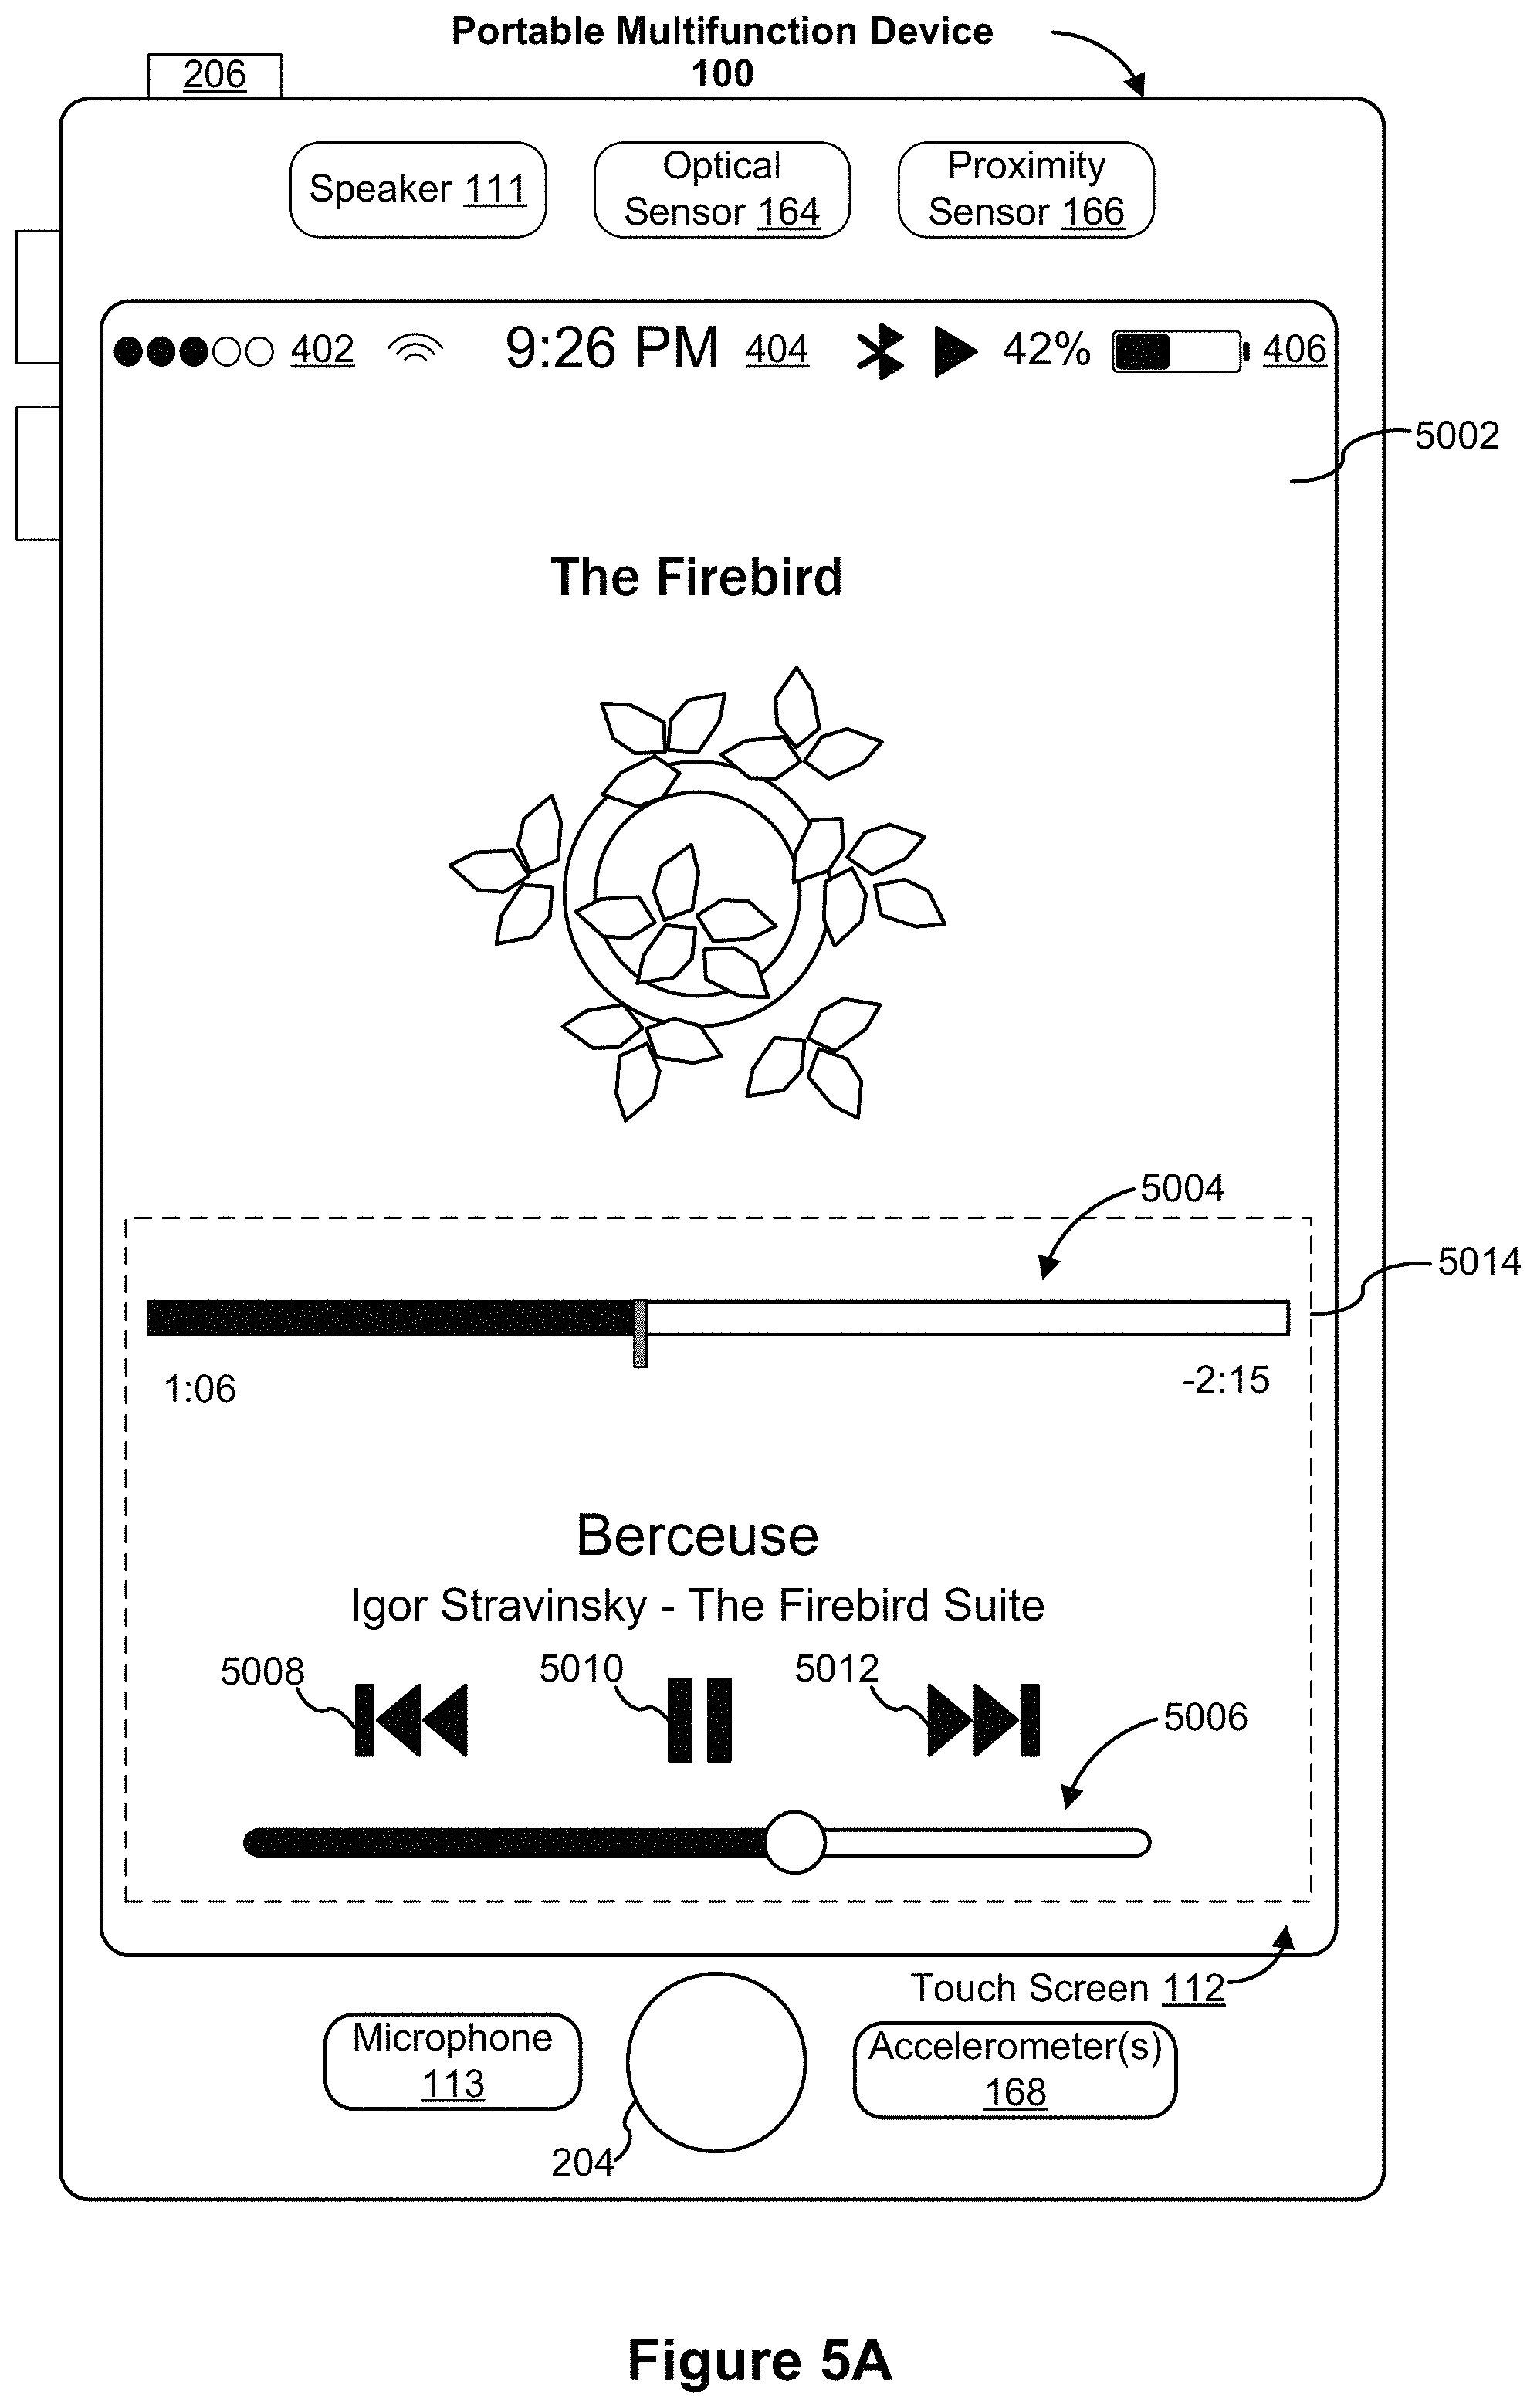 Portable Multifunction Device
100
206
Speaker 111
Optical
Sensor 164
Proximity
Sensor 166
402 9:26 PM 404 42% 406
5002
The Firebird
5004
5014
1:06
-2:15
Berceuse
Igor Stravinsky - The Firebird Suite
5008
5010
5012
5006
Touch Screen 112
Microphone
113
Accelerometer(s)
168
204
Figure 5A